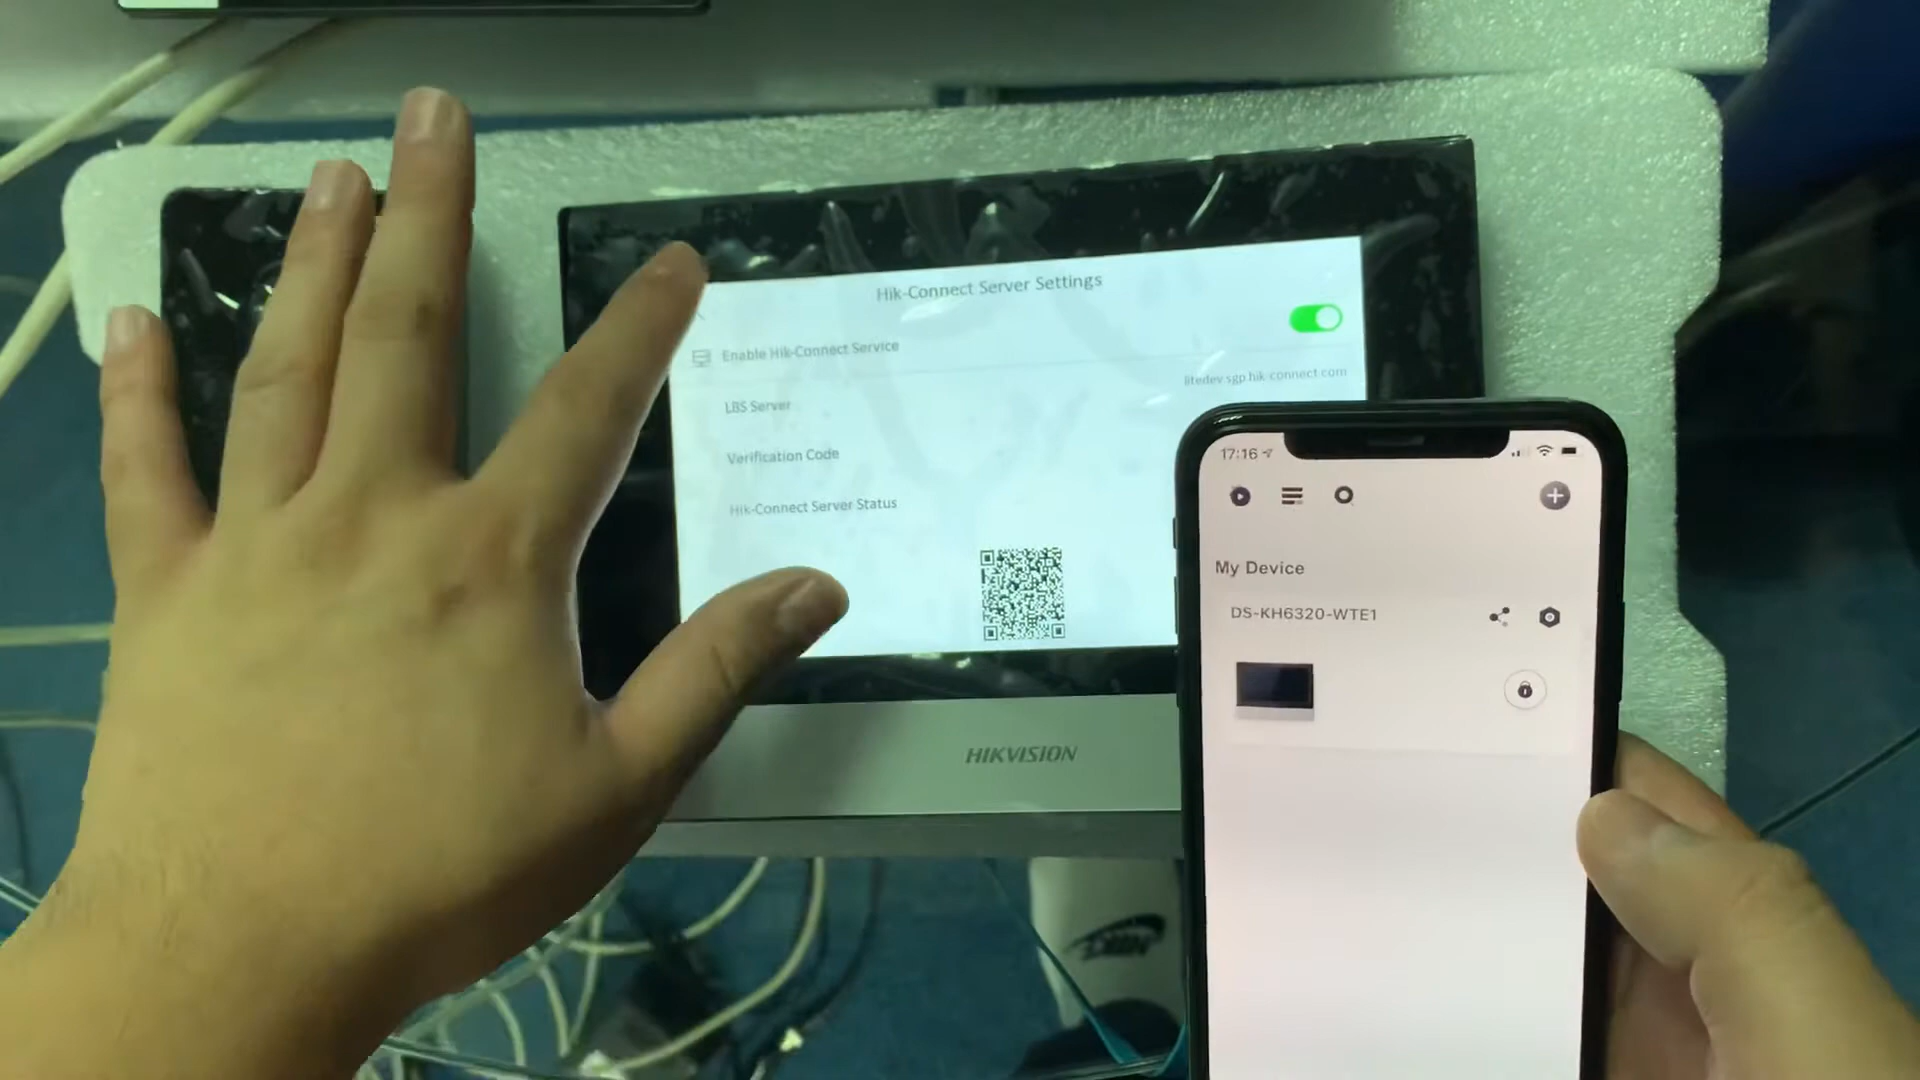 Hik-Connect Server Settings
Enable Hik-Connect Service
litedev.sgp.hik-connect.com
LBS Server
Verification Code
Hik-Connect Server Status
HIKVISION
17:16
My Device
DS-KH6320-WTE1